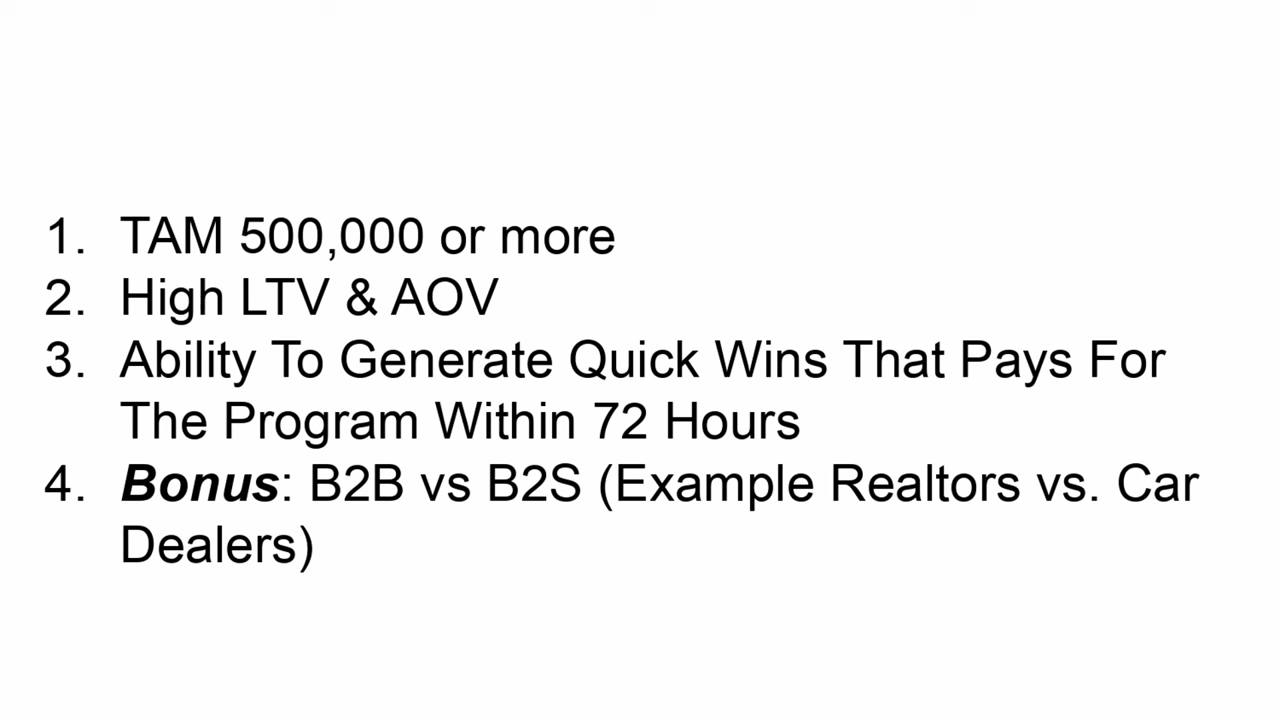 1. TAM 500,000 or more
2. High LTV & AOV
3. Ability To Generate Quick Wins That Pays For
The Program Within 72 Hours
4. Bonus: B2B vs B2S (Example Realtors vs. Car
Dealers)